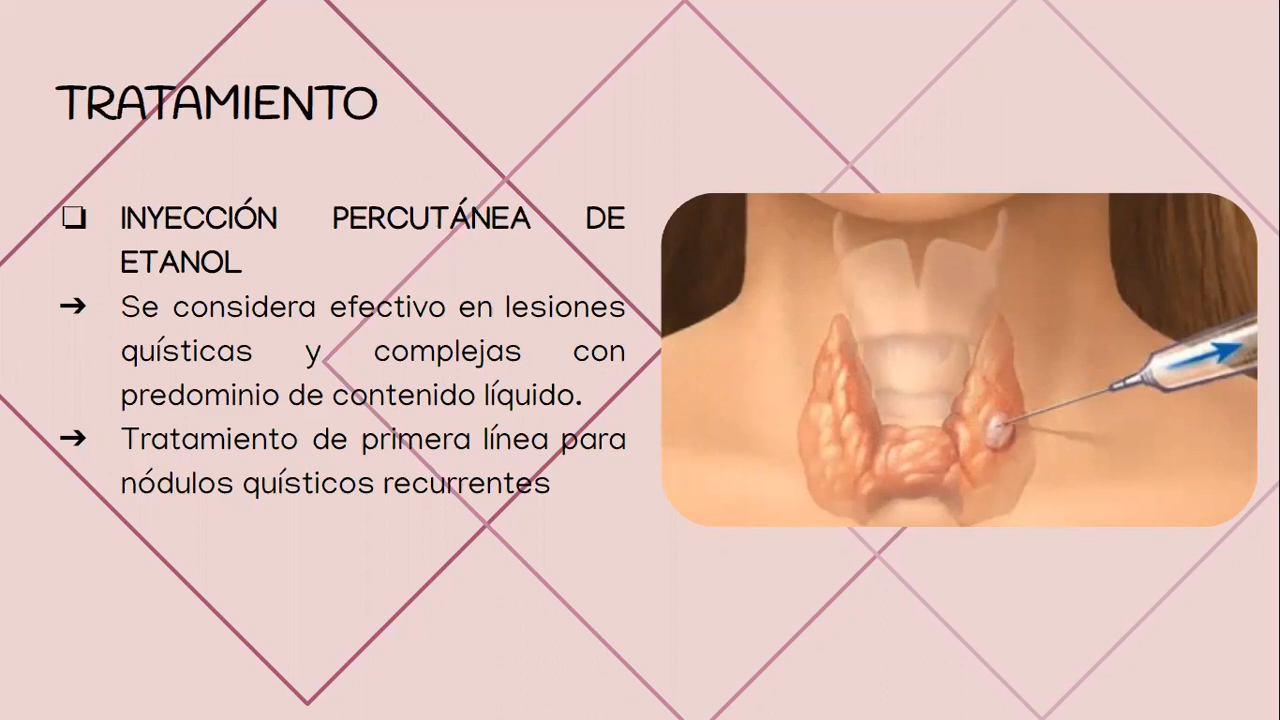 TRATAMIENTO
❏ INYECCIÓN PERCUTÁNEA DE
ETANOL
➔ Se considera efectivo en lesiones
quísticas y complejas con
predominio de contenido líquido.
➔ Tratamiento de primera línea para
nódulos quísticos recurrentes